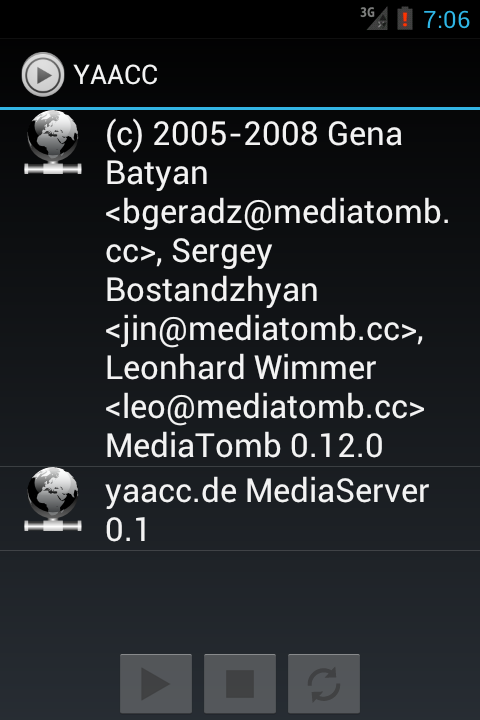 3G
7:06
YAACC
(c) 2005-2008 Gena
Batyan
<bgeradz@mediatomb.
cc>, Sergey
Bostandzhyan
<jin@mediatomb.cc>,
Leonhard Wimmer
<leo@mediatomb.cc>
MediaTomb 0.12.0
yaacc.de MediaServer
0.1